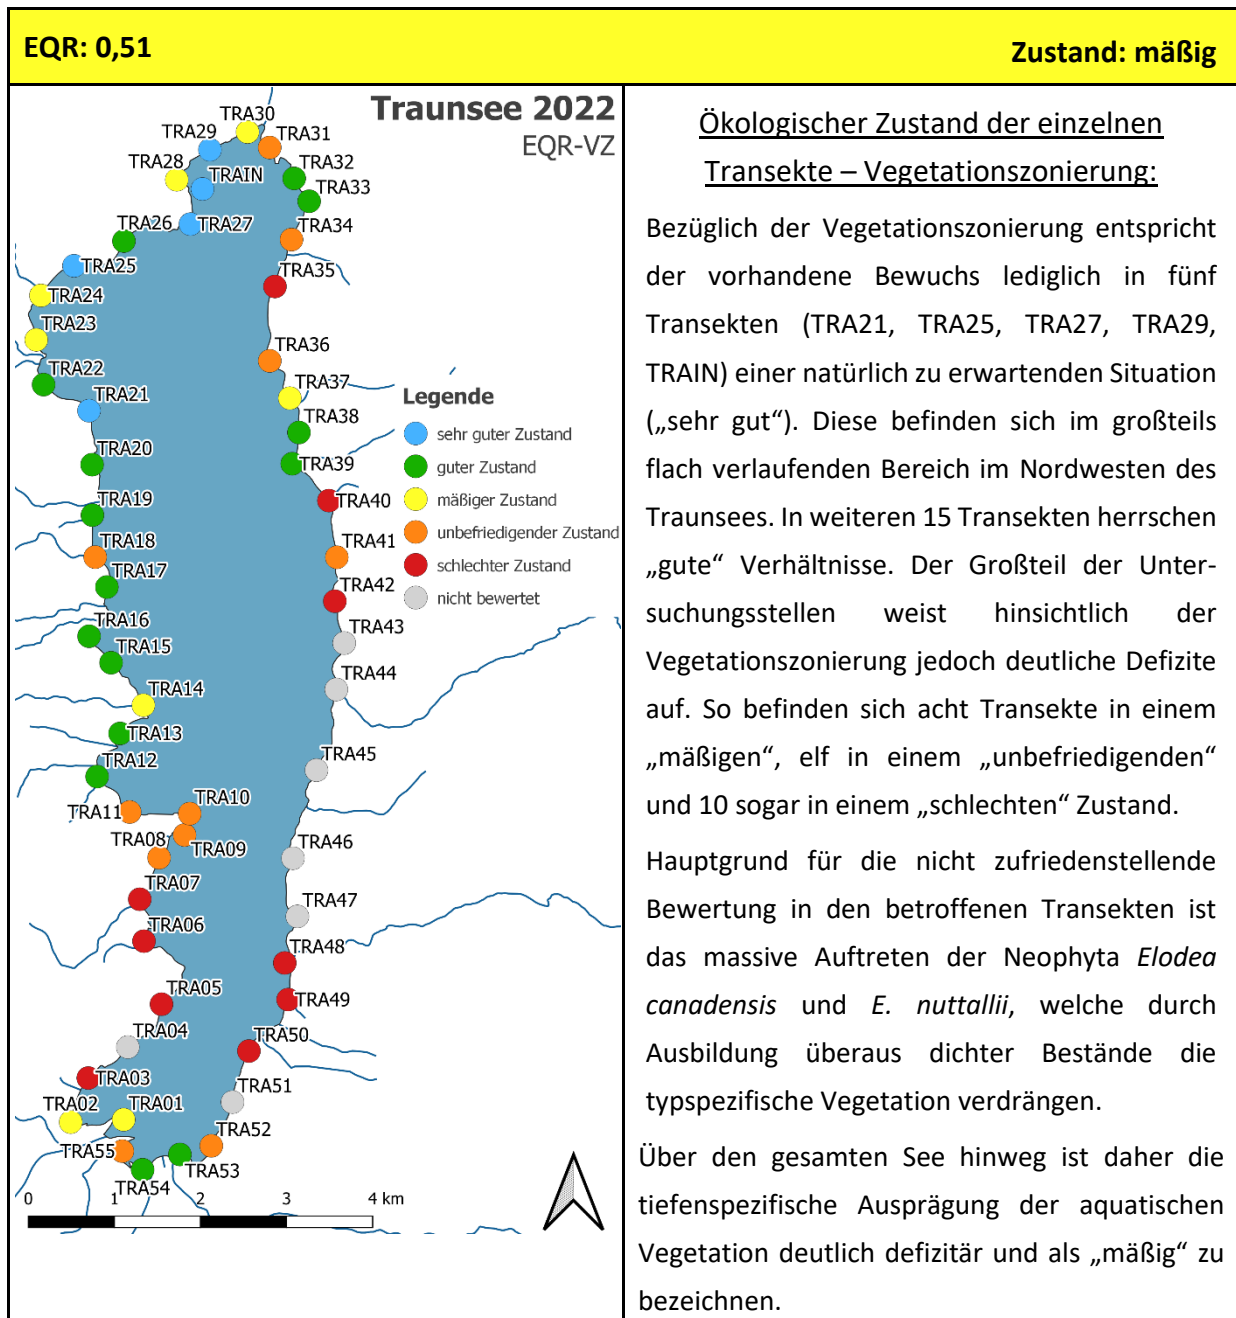 EQR: 0,51
Zustand: mäßig
Traunsee 2022
EQR-VZ
TRA30
TRA29
TRA31
TRA28
TRA32
TRAIN
TRA33
TRA26
TRA27
TRA34
TRA25
TRA35
TRA24
TRA23
TRA36
TRA22
TRA37
TRA21
TRA38
TRA20
TRA39
TRA19
TRA40
TRA18
TRA41
TRA17
TRA42
TRA16
TRA43
TRA15
TRA44
TRA14
TRA13
TRA45
TRA12
TRA11
TRA10
TRA08
TRA09
TRA46
TRA07
TRA47
TRA06
TRA48
TRA05
TRA49
TRA04
TRA50
TRA03
TRA51
TRA02
TRA01
TRA52
TRA55
TRA53
TRA54
Legende
sehr guter Zustand
guter Zustand
mäßiger Zustand
unbefriedigender Zustand
schlechter Zustand
nicht bewertet
0 1 2 3 4 km
Ökologischer Zustand der einzelnen
Transekte – Vegetationszonierung:
Bezüglich der Vegetationszonierung entspricht
der vorhandene Bewuchs lediglich in fünf
Transekten (TRA21, TRA25, TRA27, TRA29,
TRAIN) einer natürlich zu erwartenden Situation
(„sehr gut“). Diese befinden sich im großteils
flach verlaufenden Bereich im Nordwesten des
Traunsees. In weiteren 15 Transekten herrschen
„gute“ Verhältnisse. Der Großteil der Unter-
suchungsstellen weist hinsichtlich der
Vegetationszonierung jedoch deutliche Defizite
auf. So befinden sich acht Transekte in einem
„mäßigen“, elf in einem „unbefriedigenden“
und 10 sogar in einem „schlechten“ Zustand.
Hauptgrund für die nicht zufriedenstellende
Bewertung in den betroffenen Transekten ist
das massive Auftreten der Neophyta Elodea
canadensis und E. nuttallii, welche durch
Ausbildung überaus dichter Bestände die
typspezifische Vegetation verdrängen.
Über den gesamten See hinweg ist daher die
tiefenspezifische Ausprägung der aquatischen
Vegetation deutlich defizitär und als „mäßig“ zu
bezeichnen.